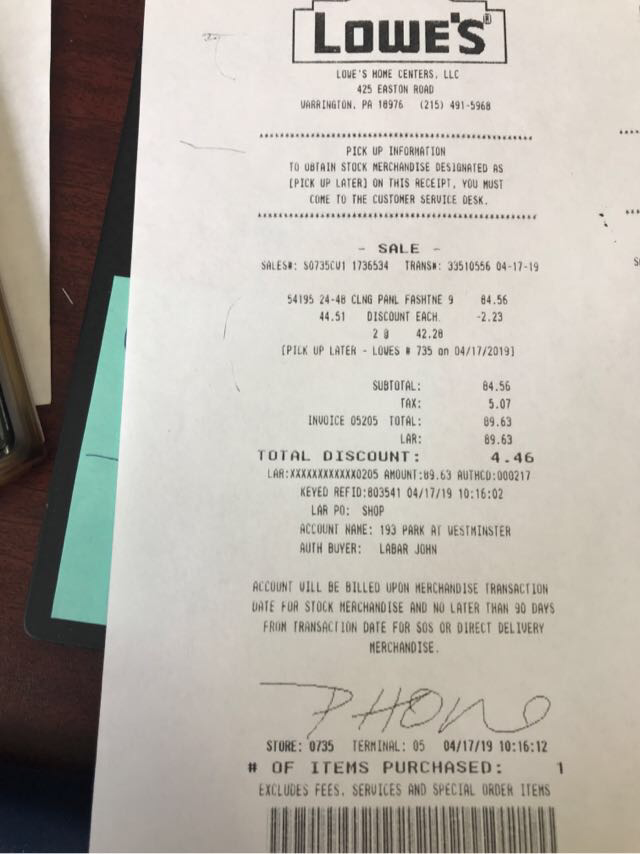 LOWE'S®
LOWE'S HOME CENTERS, LLC
425 EASTON ROAD
WARRINGTON, PA 18976 (215) 491-5968
PICK UP INFORMATION
TO OBTAIN STOCK MERCHANDISE DESIGNATED AS
[PICK UP LATER] ON THIS RECEIPT, YOU MUST
COME TO THE CUSTOMER SERVICE DESK.
- SALE -
SALES#: S0735CW1 1736534 TRANS#: 33510556 04-17-19
54195 24-48 CLNG PANL FASHTNE 9 84.56
44.51 DISCOUNT EACH -2.23
2 @ 42.28
[PICK UP LATER - LOWES # 735 on 04/17/2019]
SUBTOTAL: 84.56
TAX: 5.07
INVOICE 05205 TOTAL: 89.63
LAR: 89.63
TOTAL DISCOUNT: 4.46
LAR:XXXXXXXXXXXX0205 AMOUNT:89.63 AUTHCD:000217
KEYED REFID:803541 04/17/19 10:16:02
LAR PO: SHOP
ACCOUNT NAME: 193 PARK AT WESTMINSTER
AUTH BUYER: LABAR JOHN
ACCOUNT WILL BE BILLED UPON MERCHANDISE TRANSACTION
DATE FOR STOCK MERCHANDISE AND NO LATER THAN 90 DAYS
FROM TRANSACTION DATE FOR SOS OR DIRECT DELIVERY
MERCHANDISE.
PHONO
STORE: 0735 TERMINAL: 05 04/17/19 10:16:12
# OF ITEMS PURCHASED: 1
EXCLUDES FEES, SERVICES AND SPECIAL ORDER ITEMS